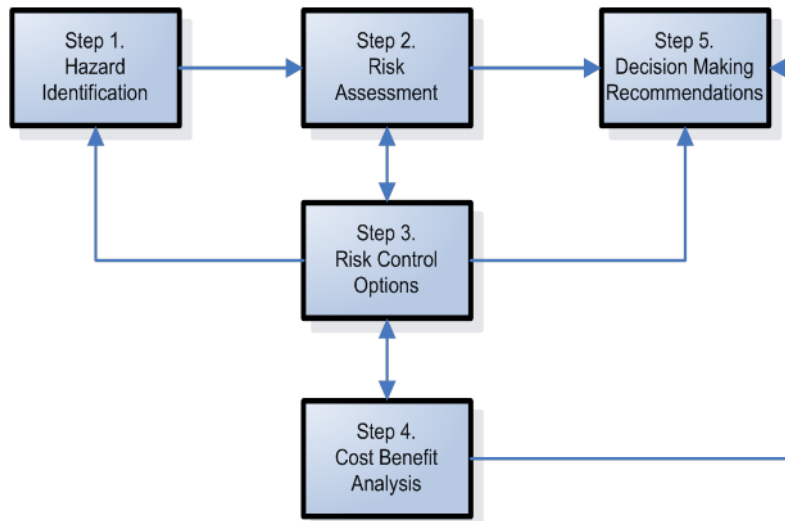 Step 1.
Hazard
Identification
Step 2.
Risk
Assessment
Step 5.
Decision Making
Recommendations
Step 3.
Risk Control
Options
Step 4.
Cost Benefit
Analysis